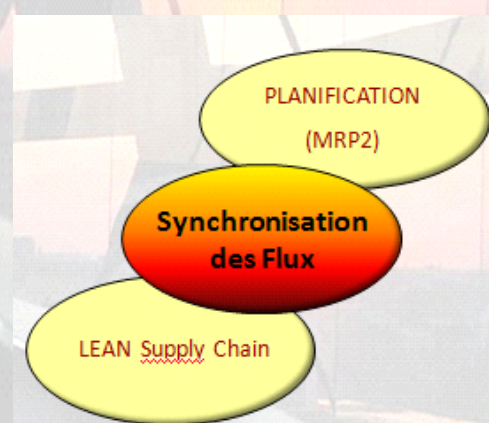 PLANIFICATION
(MRP2)
Synchronisation
des Flux
LEAN Supply Chain